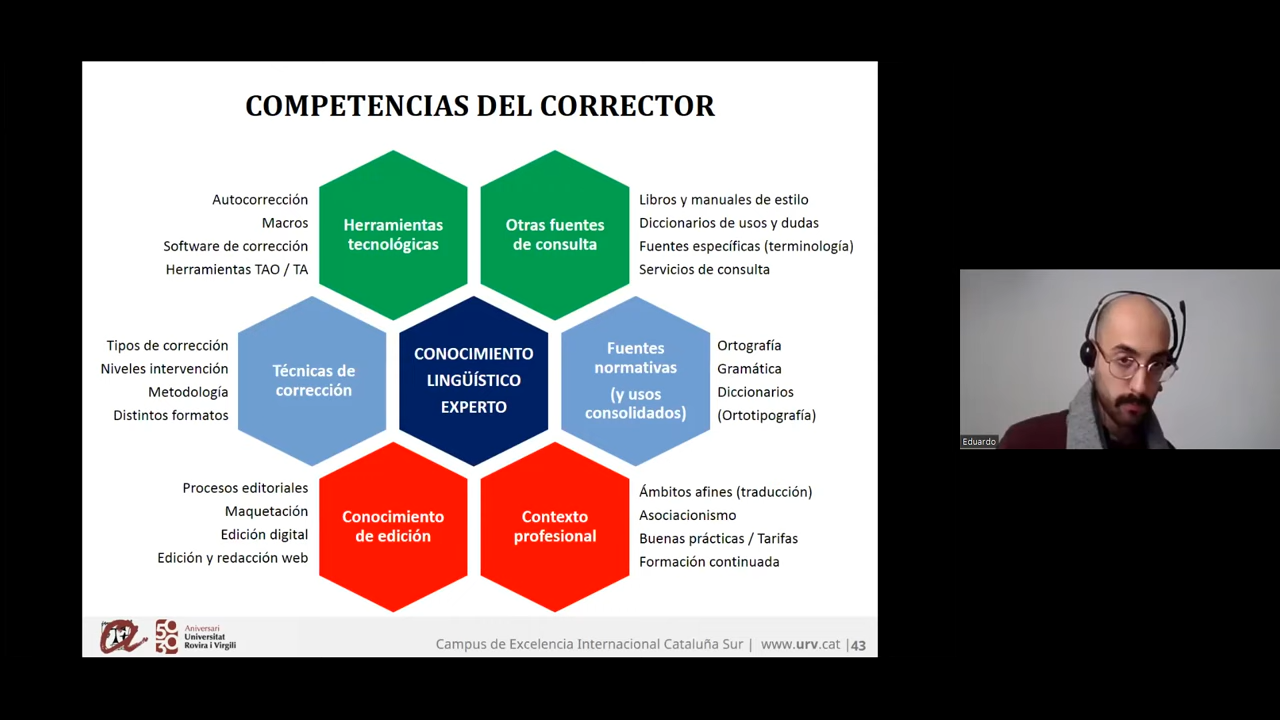 COMPETENCIAS DEL CORRECTOR
Autocorrección
Macros
Software de corrección
Herramientas TAO / TA
Herramientas
tecnológicas
Otras fuentes
de consulta
Libros y manuales de estilo
Diccionarios de usos y dudas
Fuentes específicas (terminología)
Servicios de consulta
Tipos de corrección
Niveles intervención
Metodología
Distintos formatos
Técnicas de
corrección
CONOCIMIENTO
LINGÜÍSTICO
EXPERTO
Fuentes
normativas
(y usos
consolidados)
Ortografía
Gramática
Diccionarios
(Ortotipografía)
Procesos editoriales
Maquetación
Edición digital
Edición y redacción web
Conocimiento
de edición
Contexto
profesional
Ámbitos afines (traducción)
Asociacionismo
Buenas prácticas / Tarifas
Formación continuada
Aniversari
Universitat
Rovira i Virgili
Campus de Excelencia Internacional Cataluña Sur | www.urv.cat |43
Eduardo